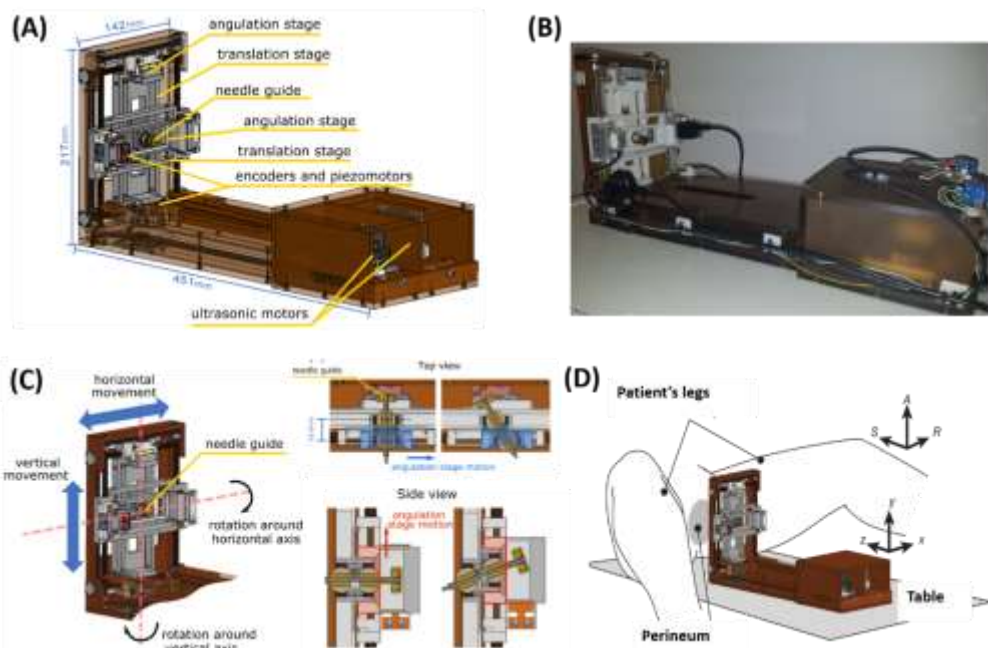 (A)
142mm
angulation stage
translation stage
needle guide
angulation stage
translation stage
encoders and piezomotors
217mm
451mm
ultrasonic motors
(B)
(C)
horizontal
movement
vertical
movement
needle guide
rotation around
horizontal axis
rotation around
vertical axis
Top view
needle guide
angulation stage motion
Side view
angulation
stage motion
(D)
Patient's legs
A
S
R
y
z
x
Table
Perineum